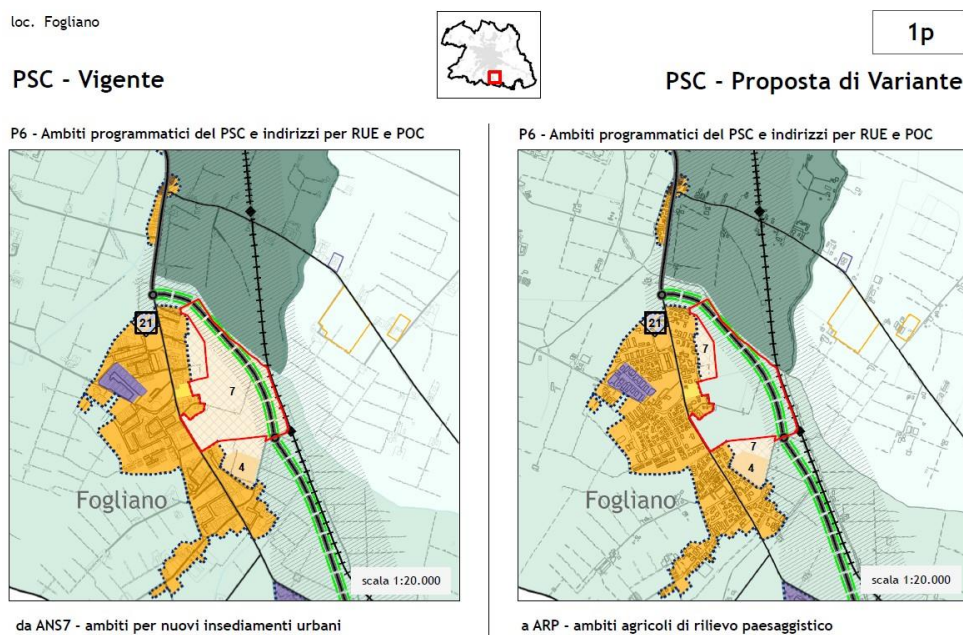 loc. Fogliano
1p
PSC - Vigente
PSC - Proposta di Variante
P6 - Ambiti programmatici del PSC e indirizzi per RUE e POC
21
7
4
Fogliano
scala 1:20.000
da ANS7 - ambiti per nuovi insediamenti urbani
P6 - Ambiti programmatici del PSC e indirizzi per RUE e POC
21
7
7
4
Fogliano
scala 1:20.000
a ARP - ambiti agricoli di rilievo paesaggistico